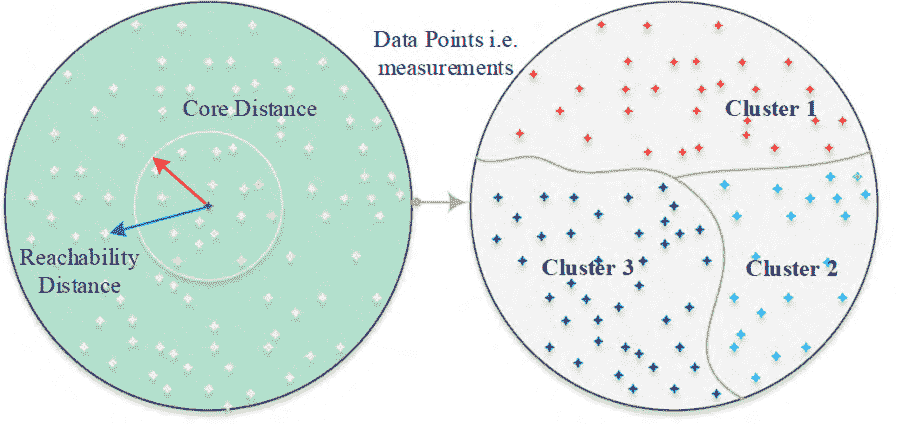 Data Points i.e.
measurements
Core Distance
Reachability
Distance
Cluster 1
Cluster 3
Cluster 2